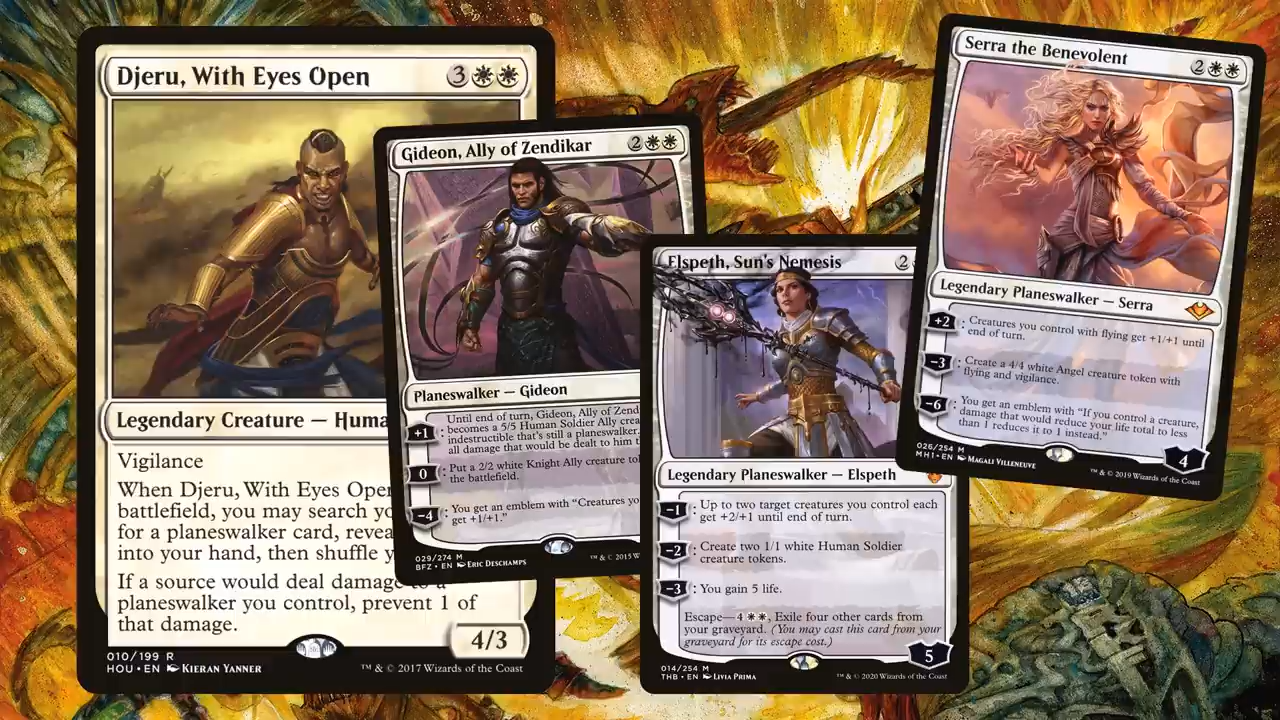 Djeru, With Eyes Open
3
Legendary Creature — Huma
Vigilance
When Djeru, With Eyes Open
battlefield, you may search yo
for a planeswalker card, revea
into your hand, then shuffle y
If a source would deal damage to a
planeswalker you control, prevent 1 of
that damage.
4/3
010/199 R
HOU • EN KIERAN YANNER
™ & © 2017 Wizards of the Coast
Gideon, Ally of Zendikar
2
Planeswalker — Gideon
+1: Until end of turn, Gideon, Ally of Zend
becomes a 5/5 Human Soldier Ally crea
indestructible that's still a planeswalker.
all damage that would be dealt to him t
0: Put a 2/2 white Knight Ally creature to
the battlefield.
−4: You get an emblem with "Creatures yo
get +1/+1."
029/274 M
BFZ • EN ERIC DESCHAMPS
™ & © 2015 W
Elspeth, Sun's Nemesis
2
Legendary Planeswalker — Elspeth
−1: Up to two target creatures you control each
get +2/+1 until end of turn.
−2: Create two 1/1 white Human Soldier
creature tokens.
−3: You gain 5 life.
Escape—4, Exile four other cards from
your graveyard. (You may cast this card from your
graveyard for its escape cost.)
5
014/254 M
THB • EN LIVIA PRIMA
™ & © 2020 Wizards of the Coast
Serra the Benevolent
2
Legendary Planeswalker — Serra
+2: Creatures you control with flying get +1/+1 until
end of turn.
−3: Create a 4/4 white Angel creature token with
flying and vigilance.
−6: You get an emblem with "If you control a creature,
damage that would reduce your life total to less
than 1 reduces it to 1 instead."
4
026/254 M
MH1 • EN MAGALI VILLENEUVE
™ & © 2019 Wizards of the Coast